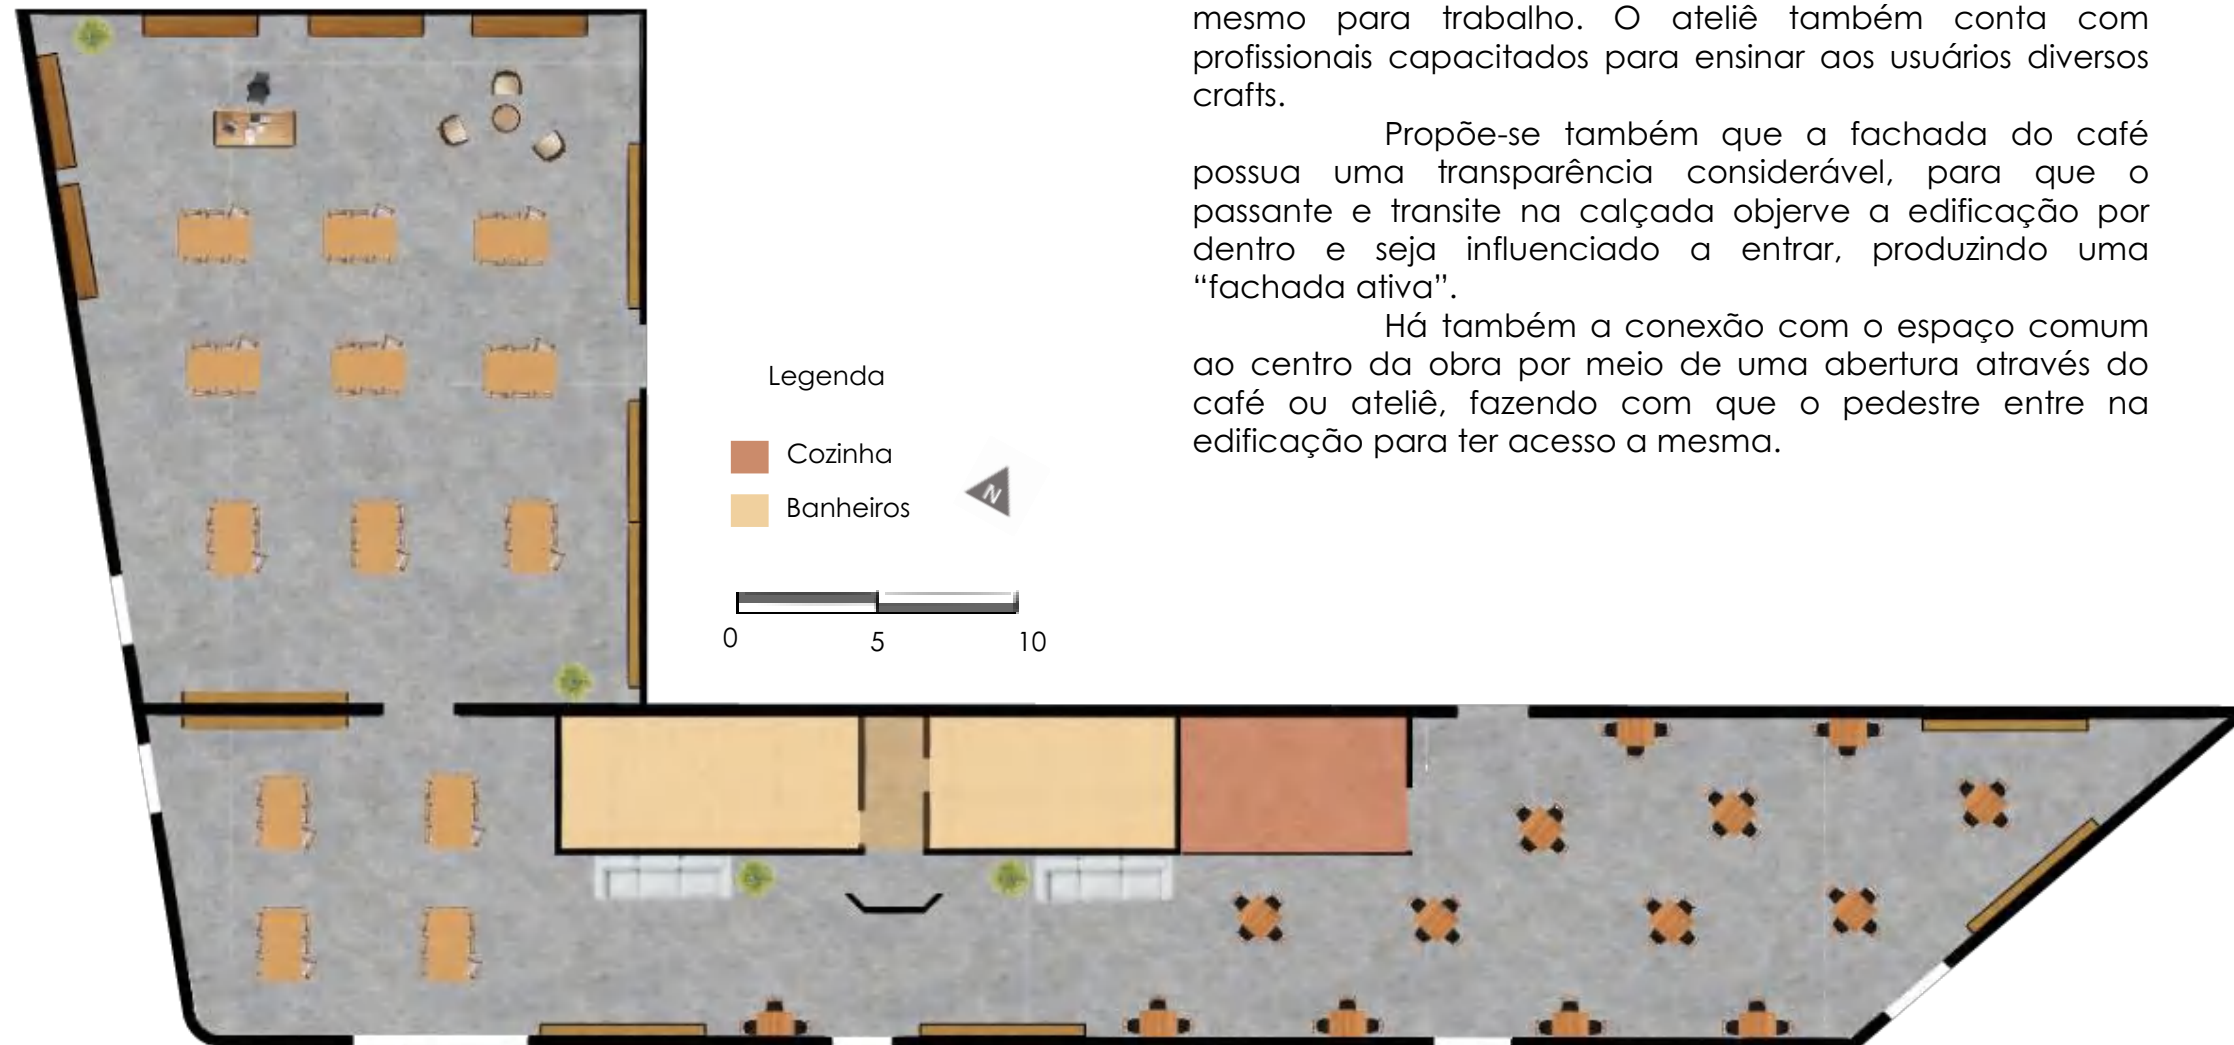 mesmo para trabalho. O ateliê também conta com
profissionais capacitados para ensinar aos usuários diversos
crafts.
Propõe-se também que a fachada do café
possua uma transparência considerável, para que o
passante e transite na calçada objerve a edificação por
dentro e seja influenciado a entrar, produzindo uma
“fachada ativa”.
Há também a conexão com o espaço comum
ao centro da obra por meio de uma abertura através do
café ou ateliê, fazendo com que o pedestre entre na
edificação para ter acesso a mesma.
Legenda
Cozinha
Banheiros
N
0 5 10